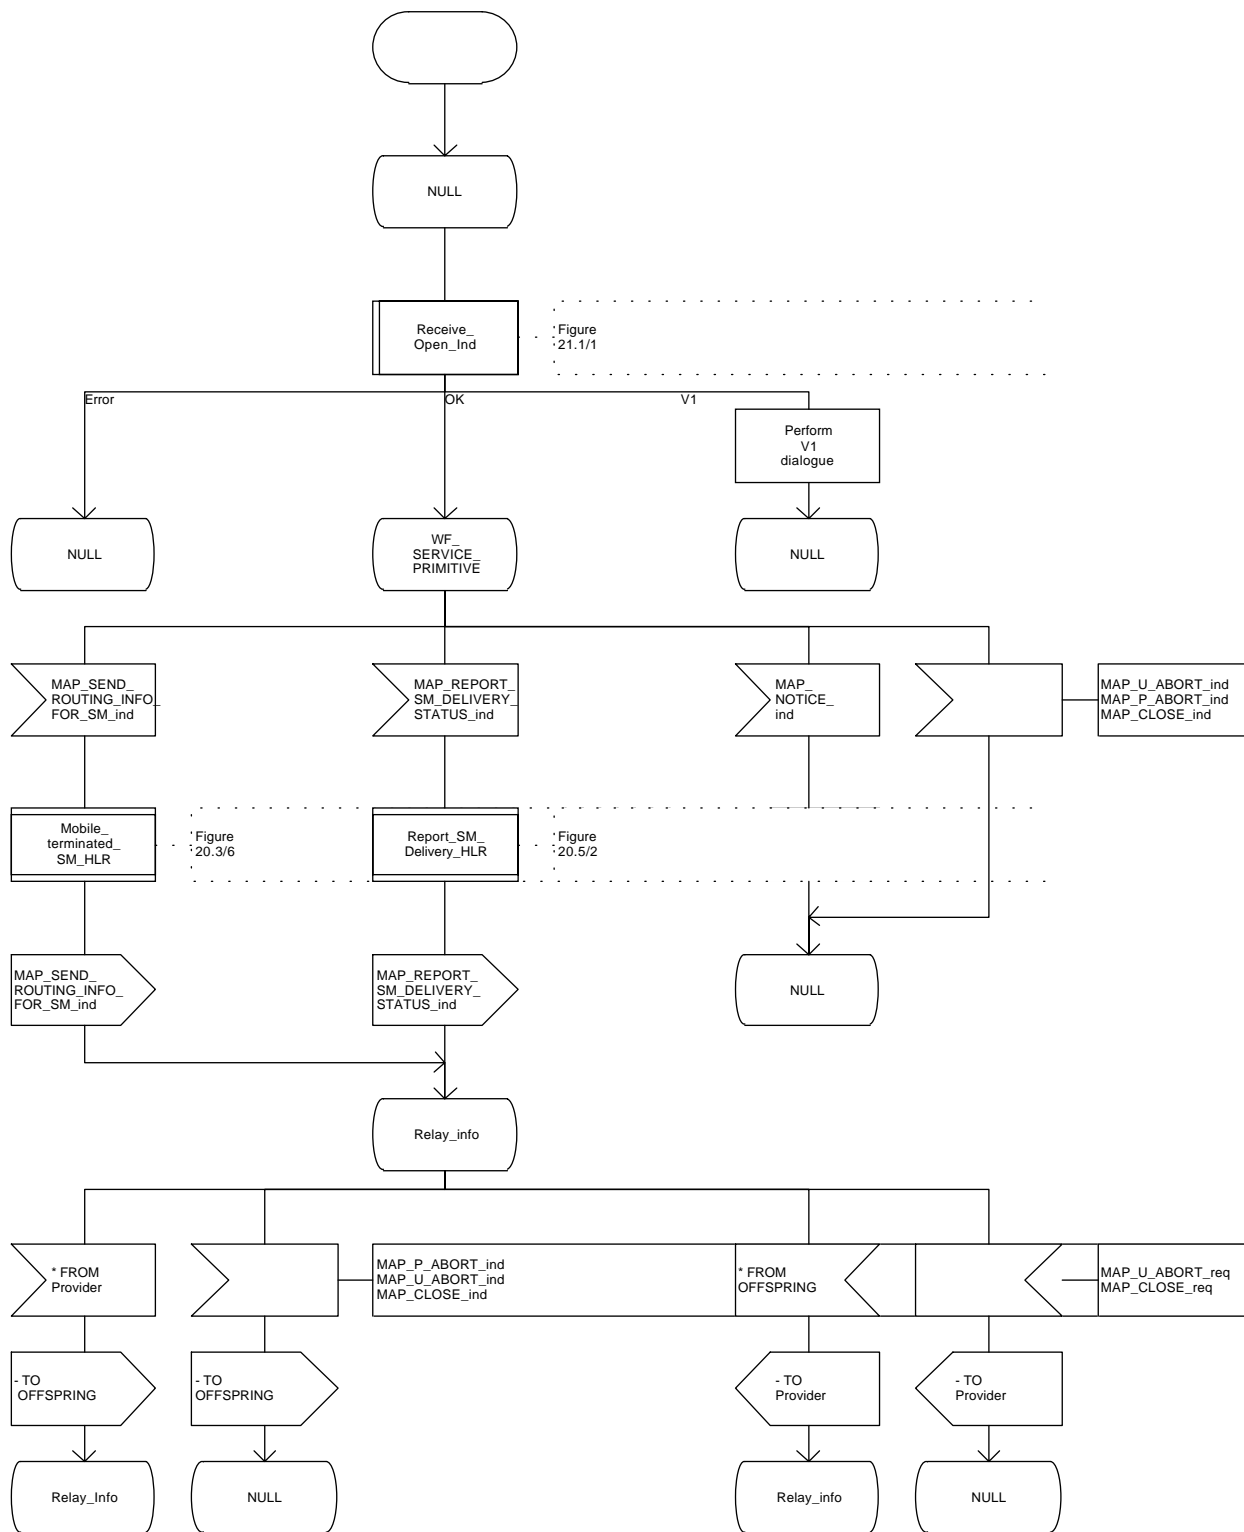 NULL
Receive_
Open_Ind
Figure
21.1/1
Error
OK
V1
Perform
V1
dialogue
NULL
WF_
SERVICE_
PRIMITIVE
NULL
MAP_SEND_
ROUTING_INFO_
FOR_SM_ind
MAP_REPORT_
SM_DELIVERY_
STATUS_ind
MAP_
NOTICE_
ind
MAP_U_ABORT_ind
MAP_P_ABORT_ind
MAP_CLOSE_ind
Mobile_
terminated_
SM_HLR
Figure
20.3/6
Report_SM_
Delivery_HLR
Figure
20.5/2
MAP_SEND_
ROUTING_INFO_
FOR_SM_ind
MAP_REPORT_
SM_DELIVERY_
STATUS_ind
NULL
Relay_info
* FROM
Provider
MAP_P_ABORT_ind
MAP_U_ABORT_ind
MAP_CLOSE_ind
* FROM
OFFSPRING
MAP_U_ABORT_req
MAP_CLOSE_req
- TO
OFFSPRING
- TO
OFFSPRING
- TO
Provider
- TO
Provider
Relay_Info
NULL
Relay_info
NULL